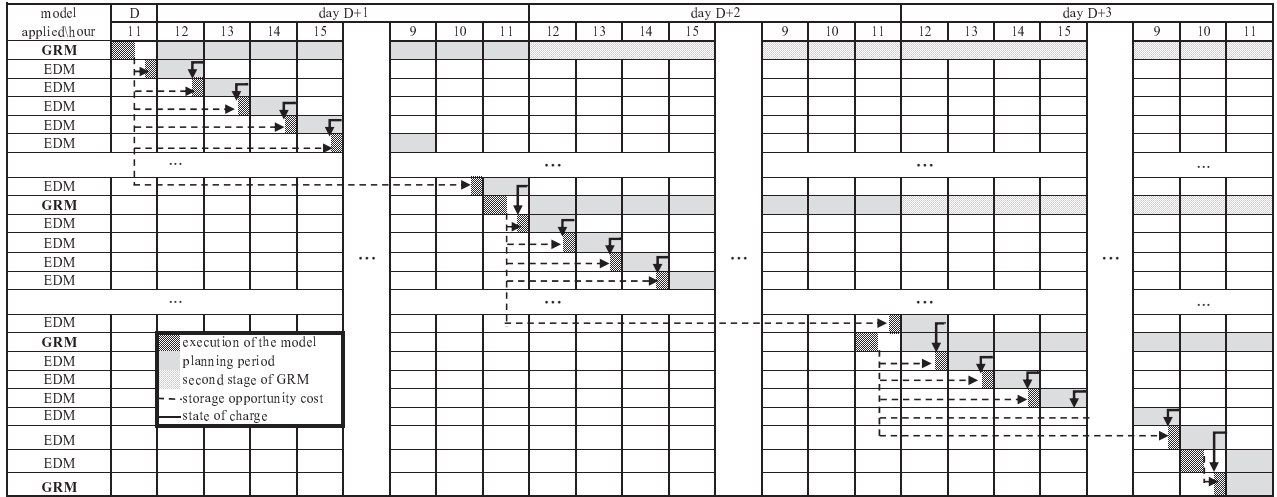 model D day D+1 day D+2 day D+3
applied\hour 11 12 13 14 15 9 10 11 12 13 14 15 9 10 11 12 13 14 15 9 10 11
GRM
EDM
EDM
EDM
EDM
EDM
... ... ... ...
EDM
GRM
EDM
EDM
... ... ...
EDM
EDM
... ... ... ...
EDM
GRM
execution of the model
EDM
planning period
EDM
second stage of GRM
EDM
storage opportunity cost
EDM
state of charge
EDM
EDM
GRM